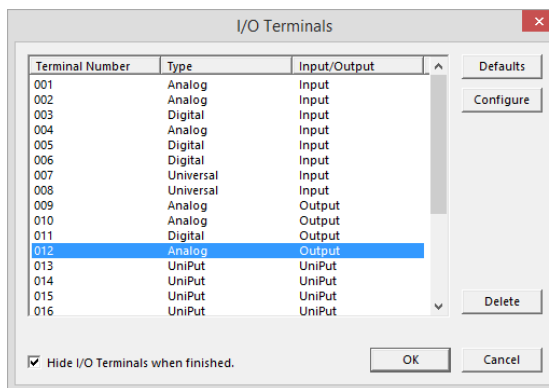 I/O Terminals
Terminal Number Type Input/Output
Defaults
001 Analog Input
002 Analog Input
Configure
003 Digital Input
004 Analog Input
005 Digital Input
006 Digital Input
007 Universal Input
008 Universal Input
009 Analog Output
010 Analog Output
011 Digital Output
012 Analog Output
013 UniPut UniPut
014 UniPut UniPut
015 UniPut UniPut
016 UniPut UniPut
Delete
Hide I/O Terminals when finished.
OK
Cancel